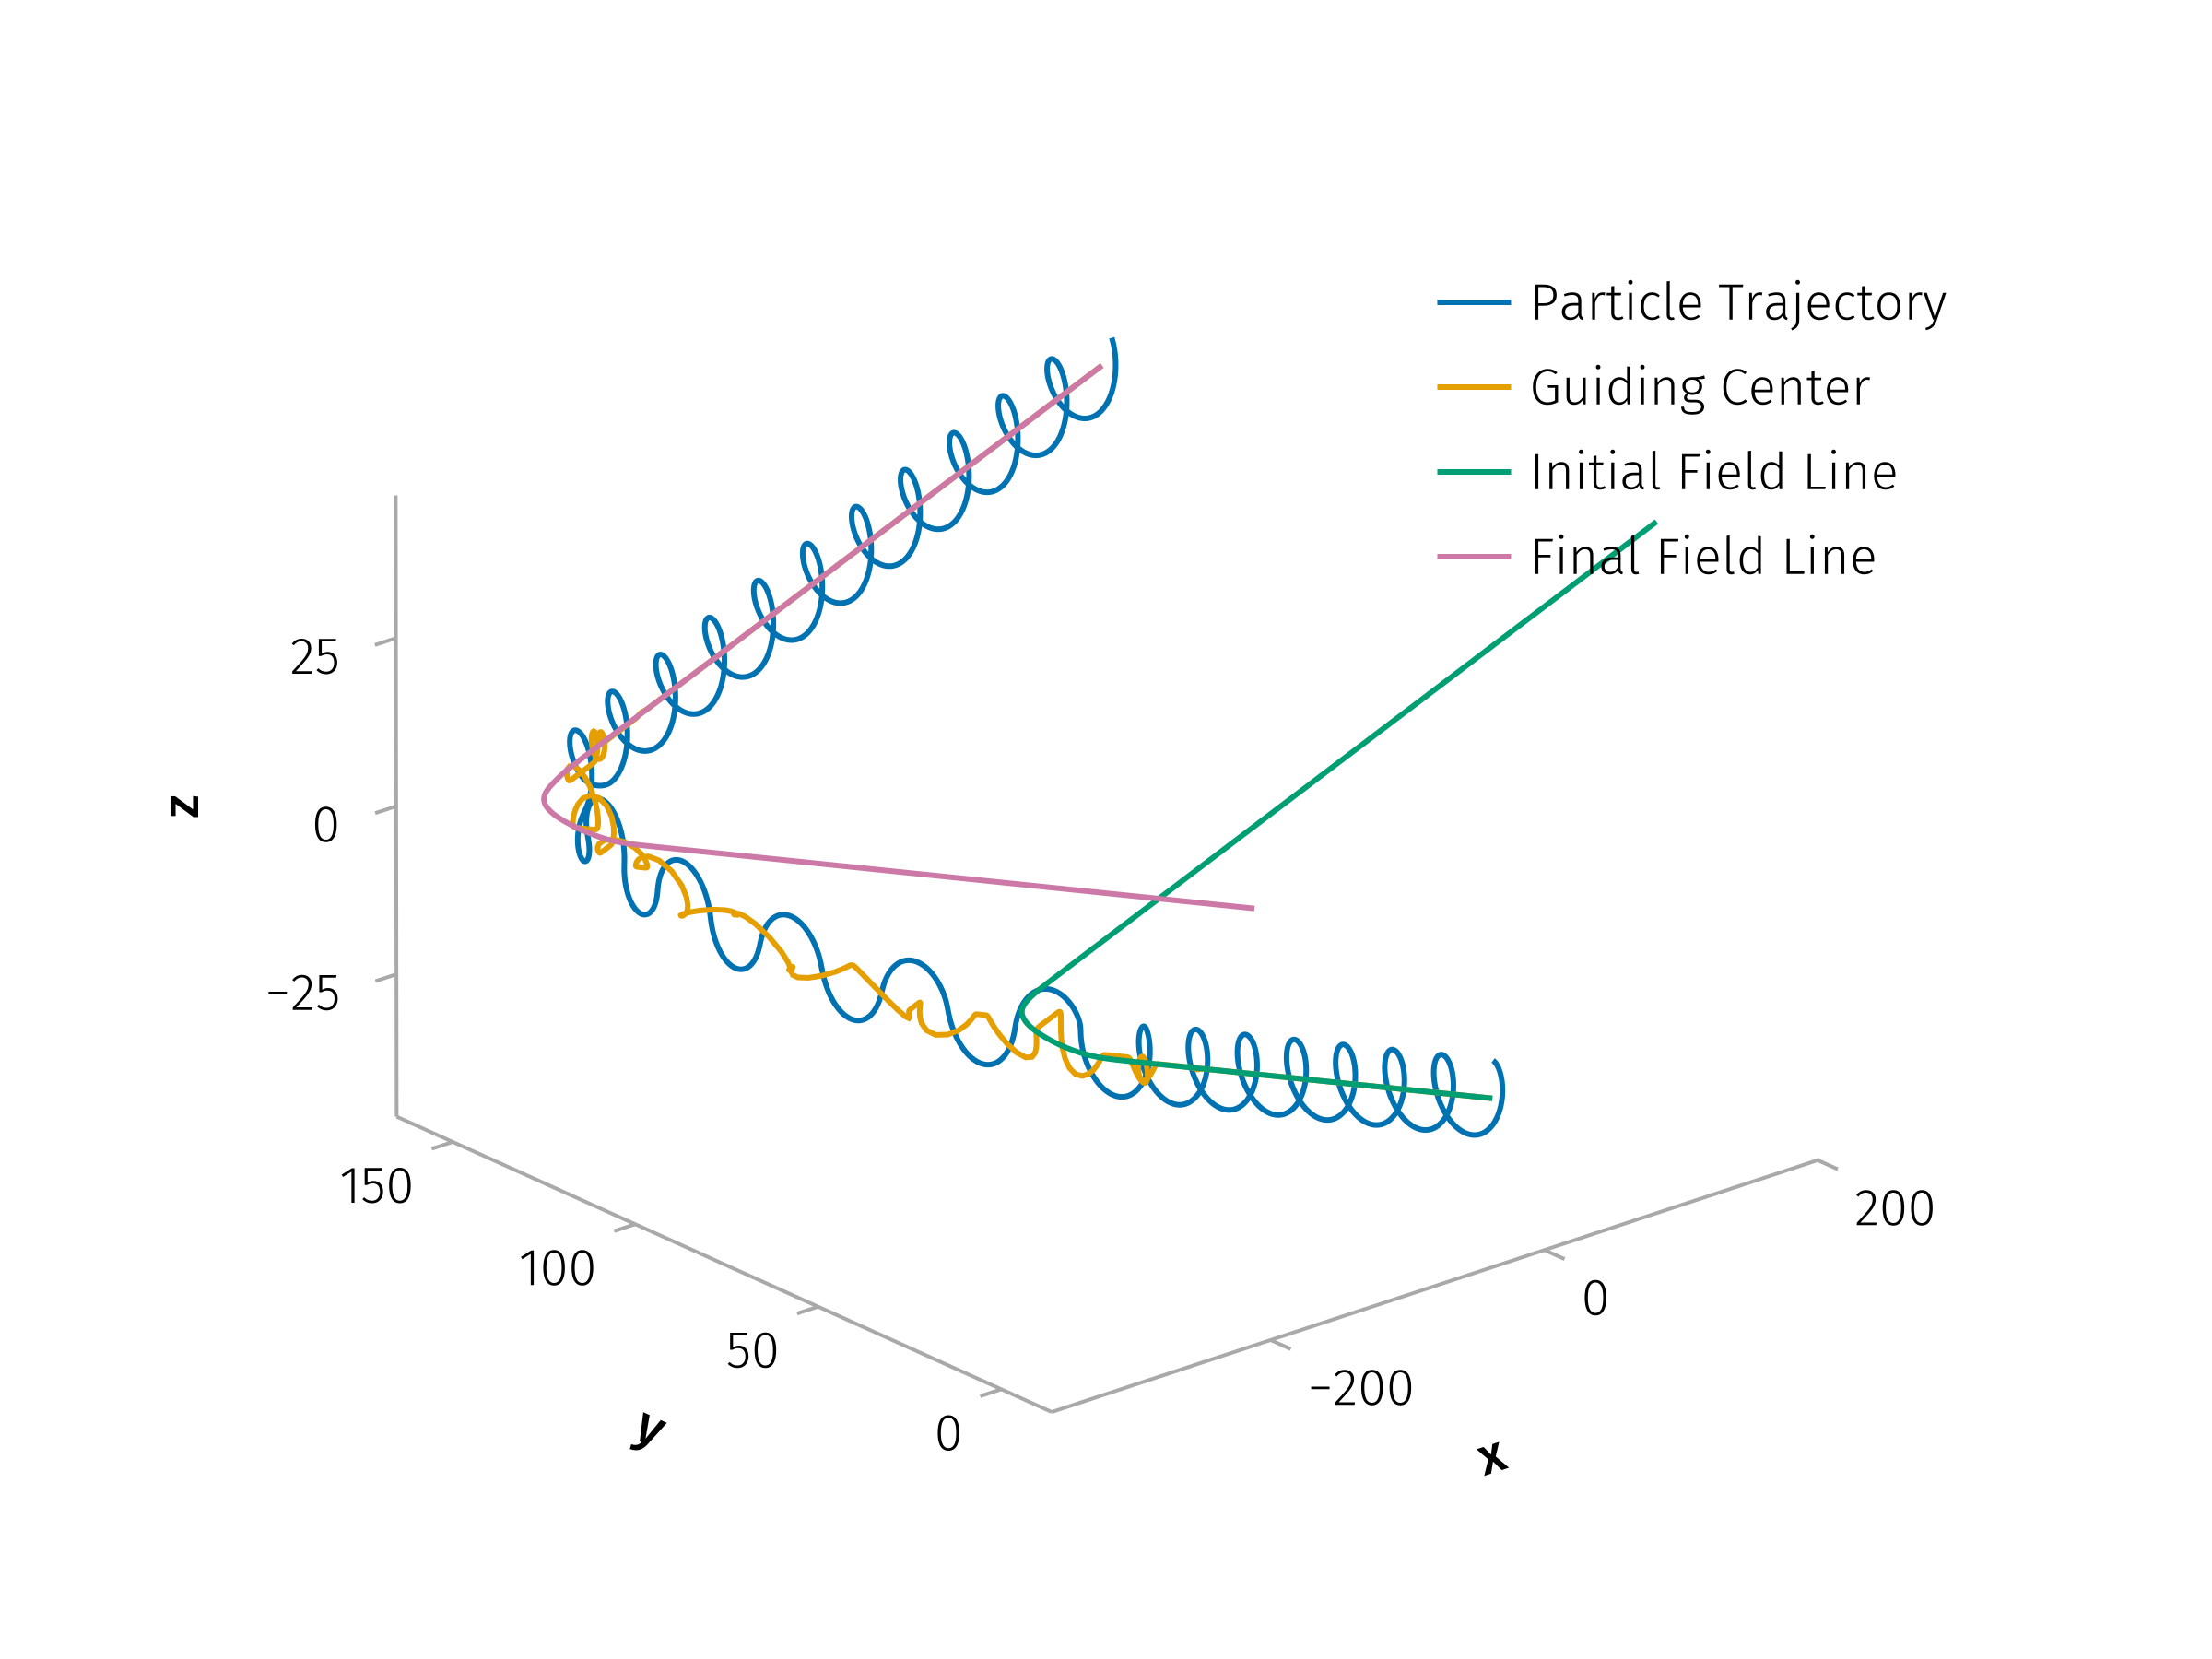 Particle Trajectory
Guiding Center
Initial Field Line
Final Field Line
25
0
−25
z
150
100
50
0
y
200
0
−200
x